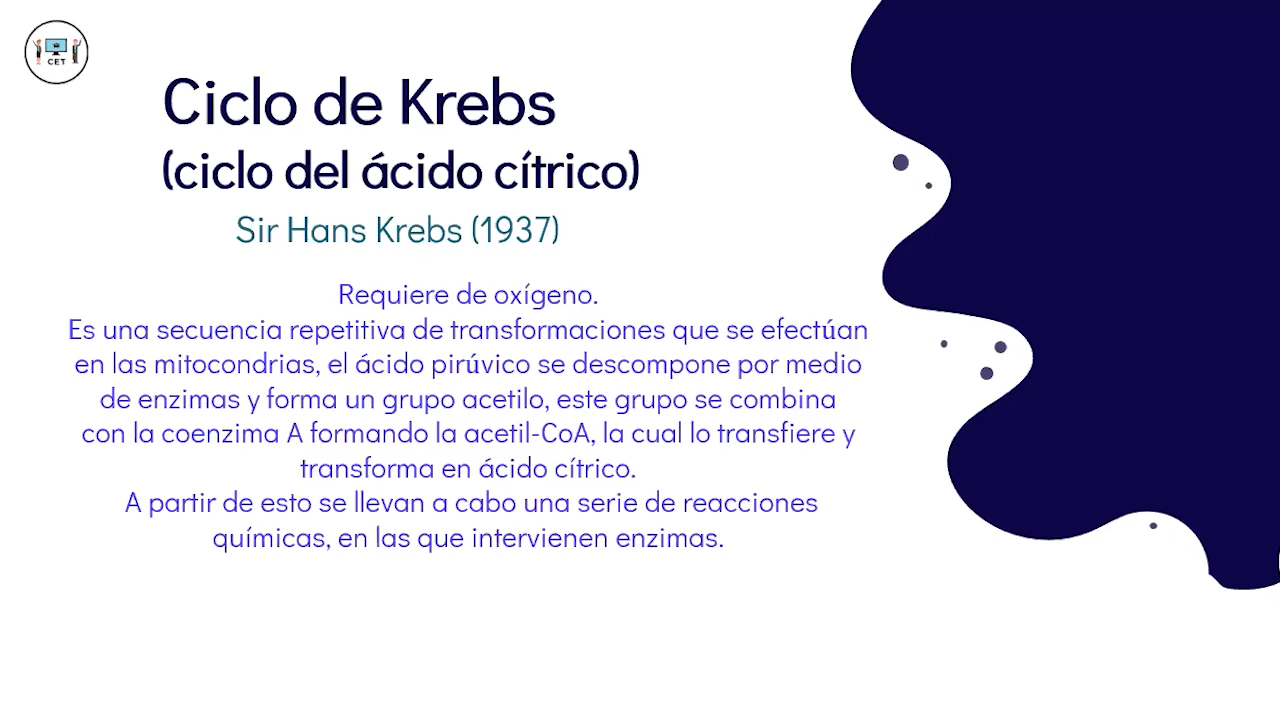 CET
Ciclo de Krebs
(ciclo del ácido cítrico)
Sir Hans Krebs (1937)
Requiere de oxígeno.
Es una secuencia repetitiva de transformaciones que se efectúan
en las mitocondrias, el ácido pirúvico se descompone por medio
de enzimas y forma un grupo acetilo, este grupo se combina
con la coenzima A formando la acetil-CoA, la cual lo transfiere y
transforma en ácido cítrico.
A partir de esto se llevan a cabo una serie de reacciones
químicas, en las que intervienen enzimas.